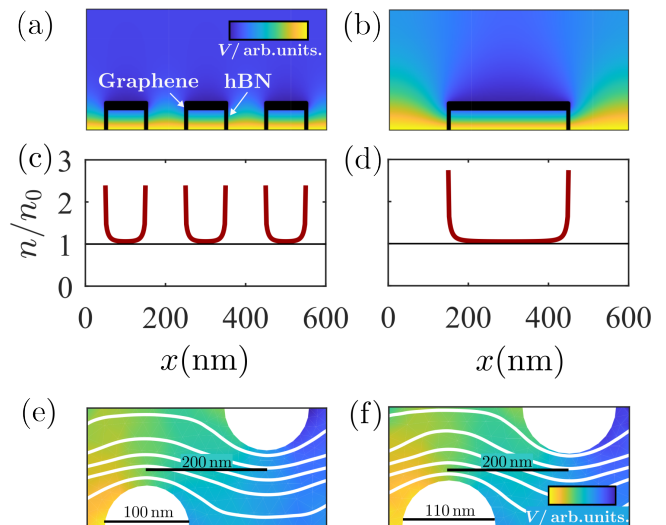 (a) (b)
V/ arb.units.
Graphene hBN
(c) (d)
3
2
1
0
n/n0
0 200 400 600 0 200 400 600
x(nm) x(nm)
(e) (f)
200 nm 200 nm
100 nm 110 nm
V/ arb.units.